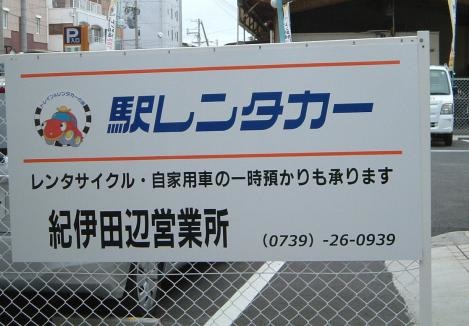 P
入口
駅レンタカー
レンタサイクル・自家用車の一時預かりも承ります
紀伊田辺営業所
(0739)-26-0939